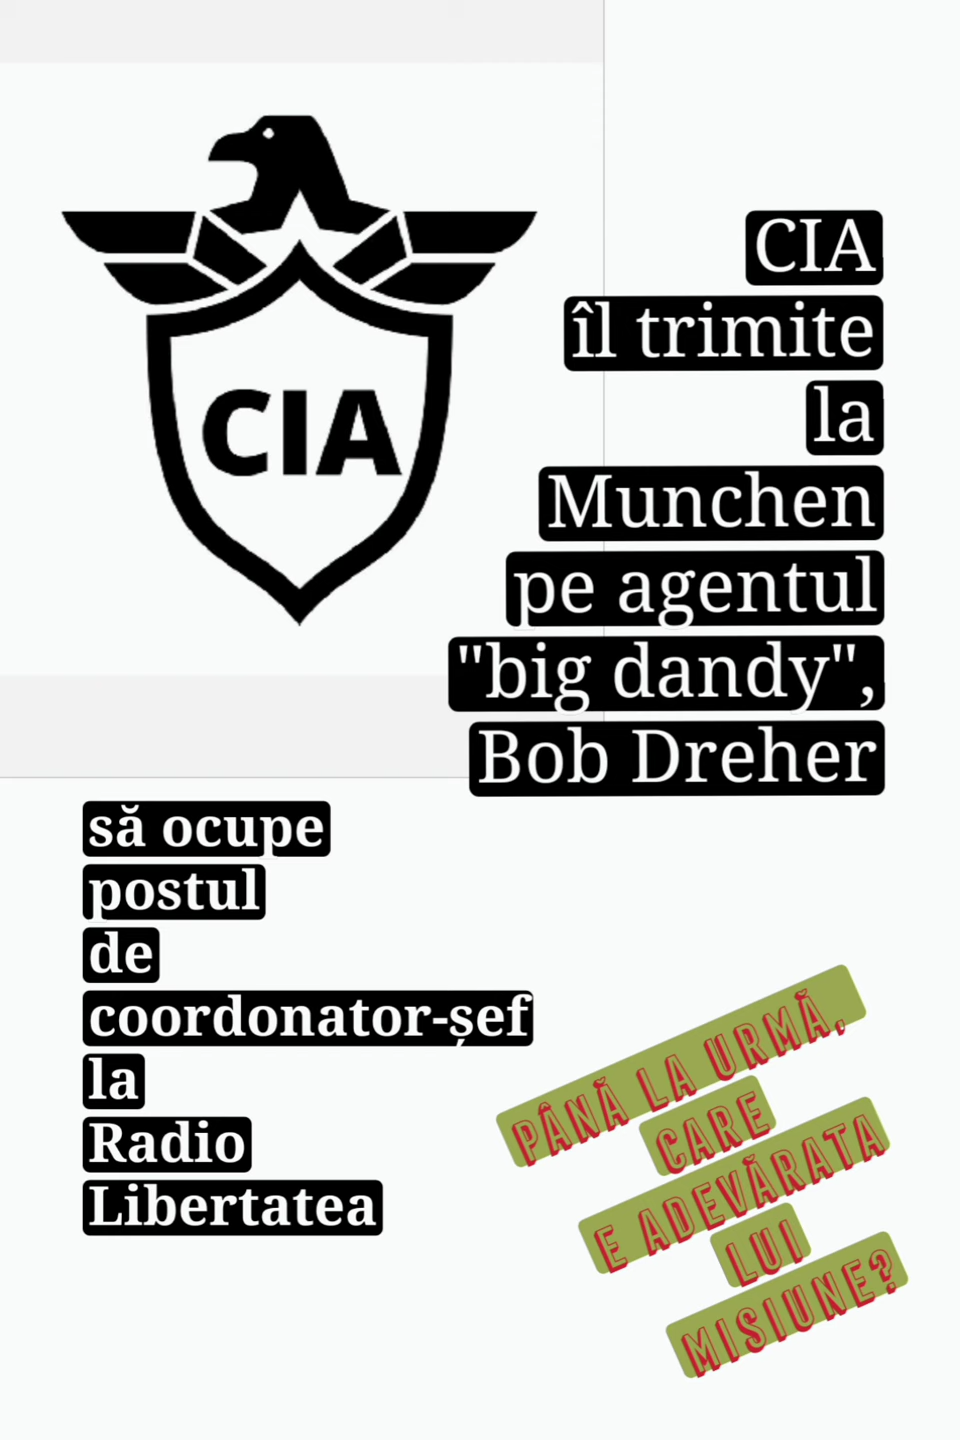 CIA
CIA
îl trimite
la
Munchen
pe agentul
"big dandy",
Bob Dreher
să ocupe
postul
de
coordonator-șef
la
Radio
Libertatea
PÂNĂ LA URMĂ,
CARE
E ADEVĂRATA
LUI
MISIUNE?